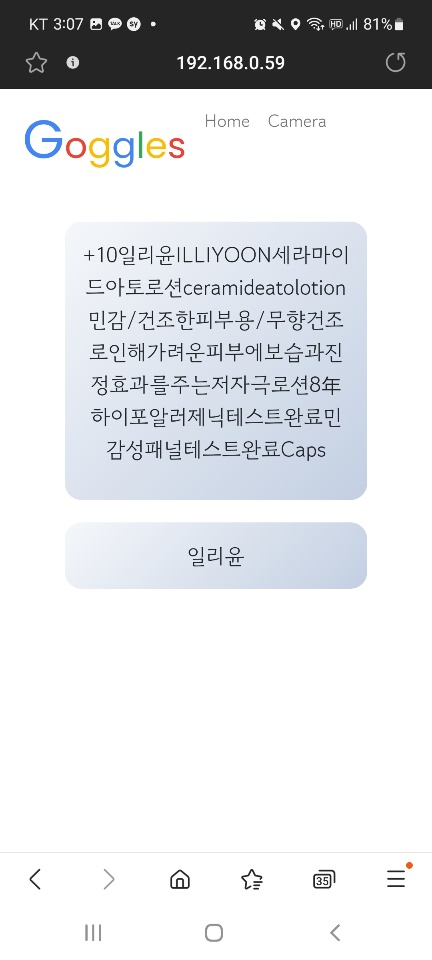 KT 3:07
81%
192.168.0.59
Goggles
Home Camera
+10일리윤ILLIYOON세라마이
드아토로션ceramideatolotion
민감/건조한피부용/무향건조
로인해가려운피부에보습과진
정효과를주는저자극로션8年
하이포알러제닉테스트완료민
감성패널테스트완료Caps
일리윤
35